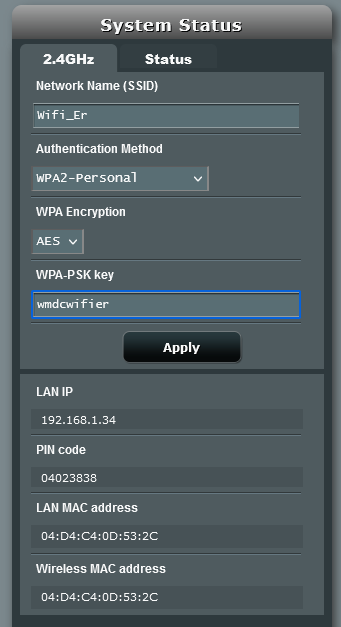 System Status
2.4GHz Status
Network Name (SSID)
Wifi_Er
Authentication Method
WPA2-Personal
WPA Encryption
AES
WPA-PSK key
wmdcwifier
Apply
LAN IP
192.168.1.34
PIN code
04023838
LAN MAC address
04:D4:C4:0D:53:2C
Wireless MAC address
04:D4:C4:0D:53:2C